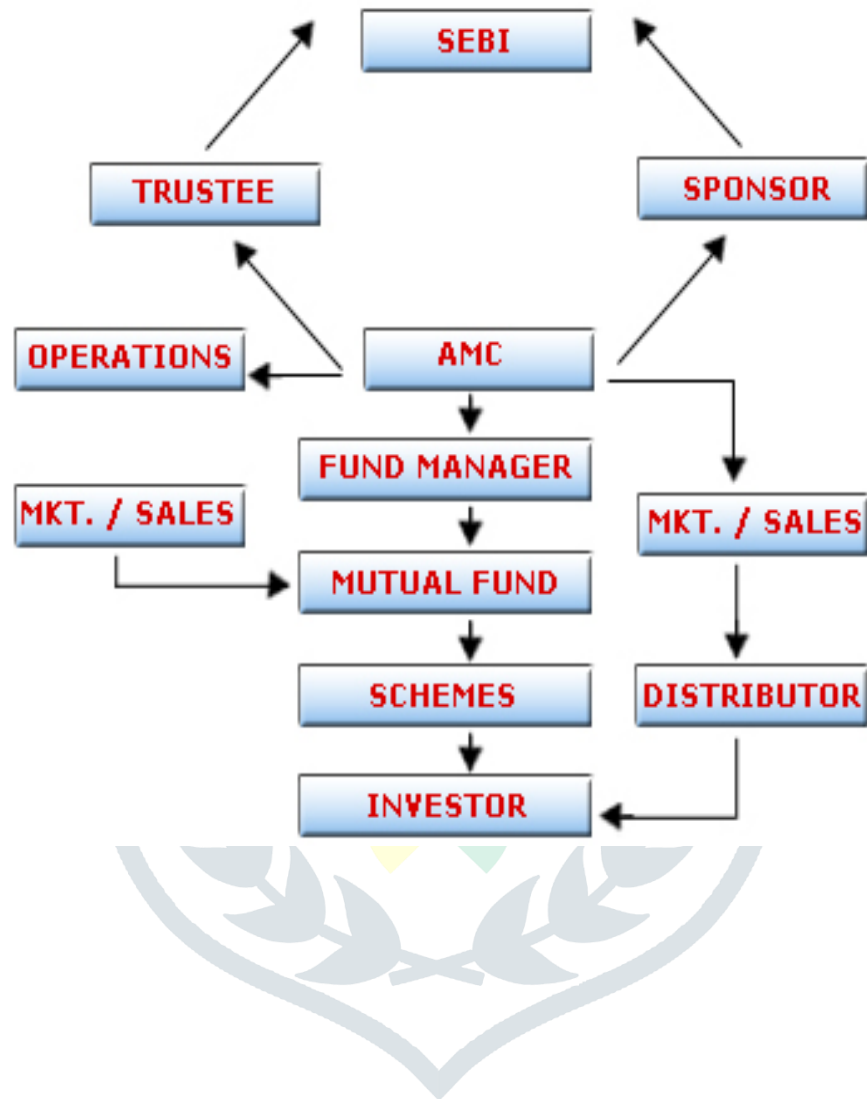 SEBI
TRUSTEE
SPONSOR
OPERATIONS
AMC
FUND MANAGER
MKT. / SALES
MKT. / SALES
MUTUAL FUND
SCHEMES
DISTRIBUTOR
INVESTOR